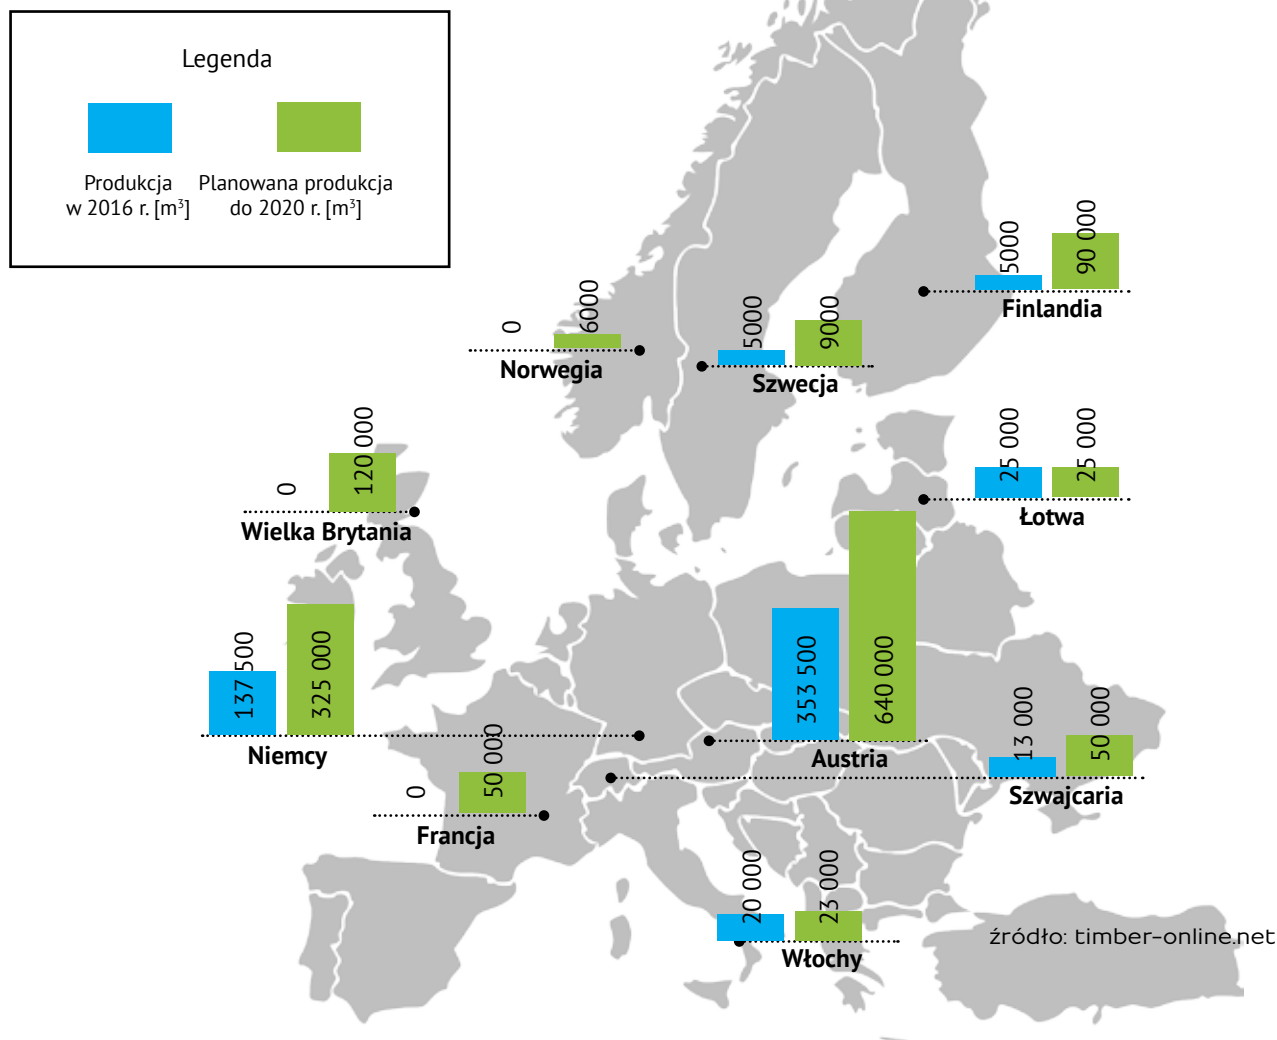 Legenda
Produkcja
w 2016 r. [m³]
Planowana produkcja
do 2020 r. [m³]
5000
90 000
Finlandia
0
6000
Norwegia
5000
9000
Szwecja
0
120 000
Wielka Brytania
25 000
25 000
Łotwa
137 500
325 000
Niemcy
353 500
640 000
Austria
13 000
50 000
Szwajcaria
0
50 000
Francja
20 000
23 000
Włochy
źródło: timber-online.net